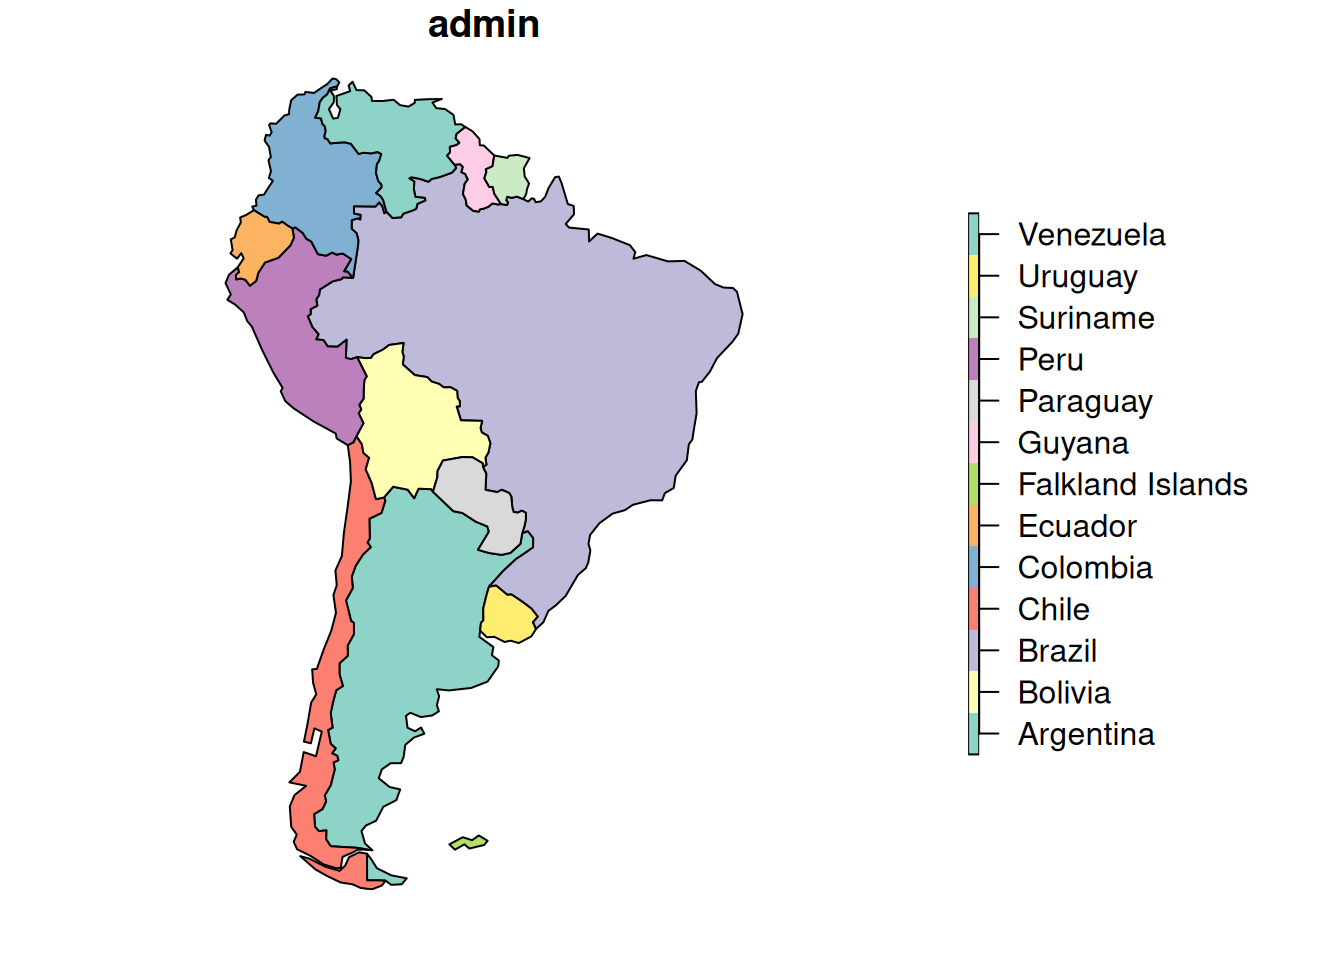 admin
Venezuela
Uruguay
Suriname
Peru
Paraguay
Guyana
Falkland Islands
Ecuador
Colombia
Chile
Brazil
Bolivia
Argentina